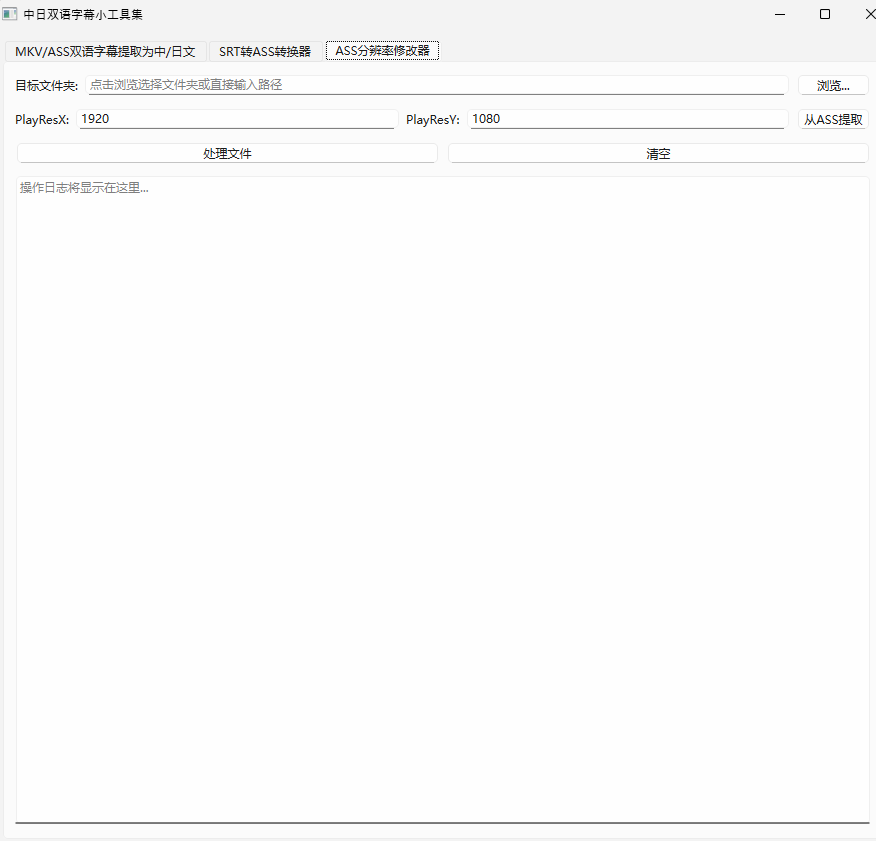 中日双语字幕小工具集
MKV/ASS双语字幕提取为中/日文 SRT转ASS转换器 ASS分辨率修改器
目标文件夹: 点击浏览选择文件夹或直接输入路径 浏览...
PlayResX: 1920 PlayResY: 1080 从ASS提取
处理文件 清空
操作日志将显示在这里...